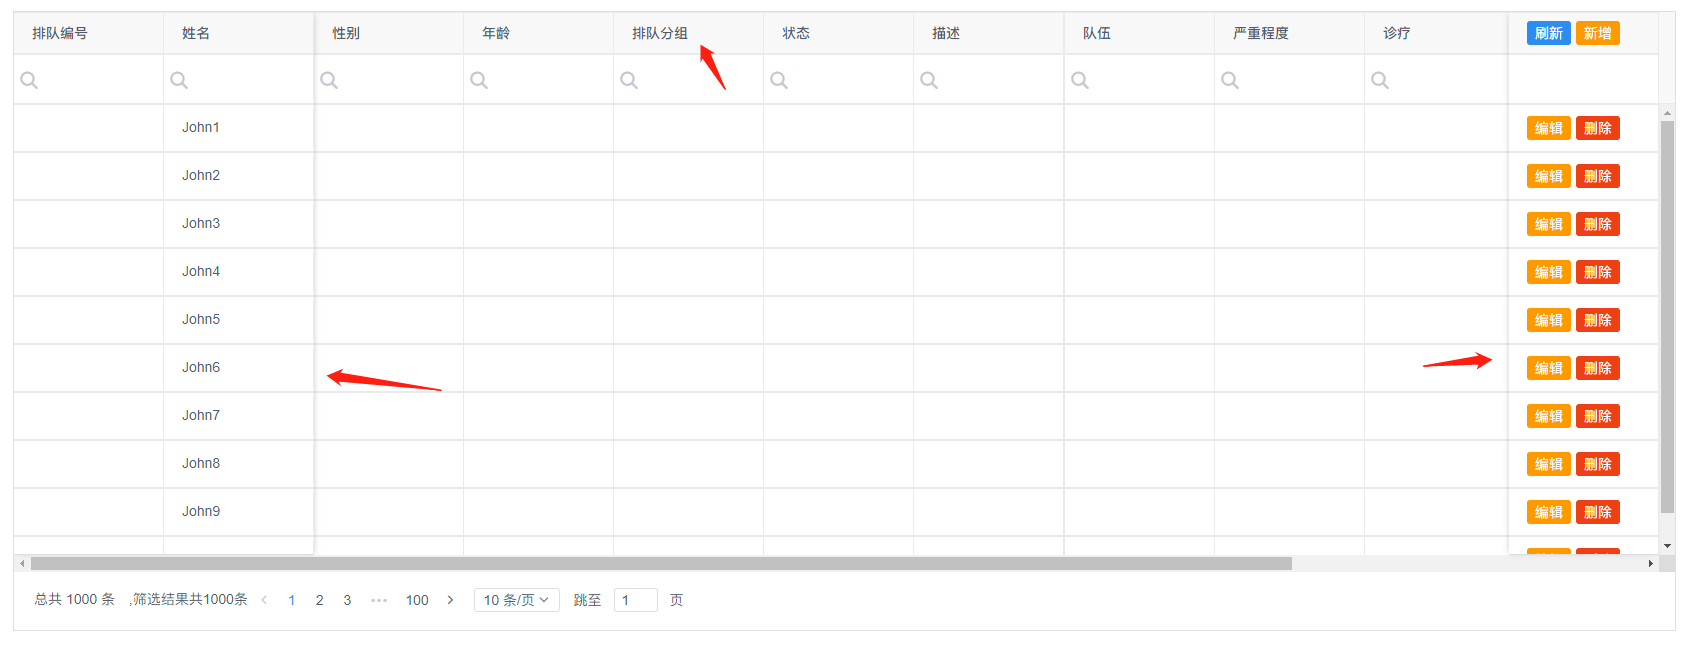 排队编号 姓名 性别 年龄 排队分组 状态 描述 队伍 严重程度 诊疗 刷新 新增
John1 编辑 删除
John2 编辑 删除
John3 编辑 删除
John4 编辑 删除
John5 编辑 删除
John6 编辑 删除
John7 编辑 删除
John8 编辑 删除
John9 编辑 删除
总共 1000 条 ,筛选结果共1000条 1 2 3 ••• 100 10 条/页 跳至 1 页